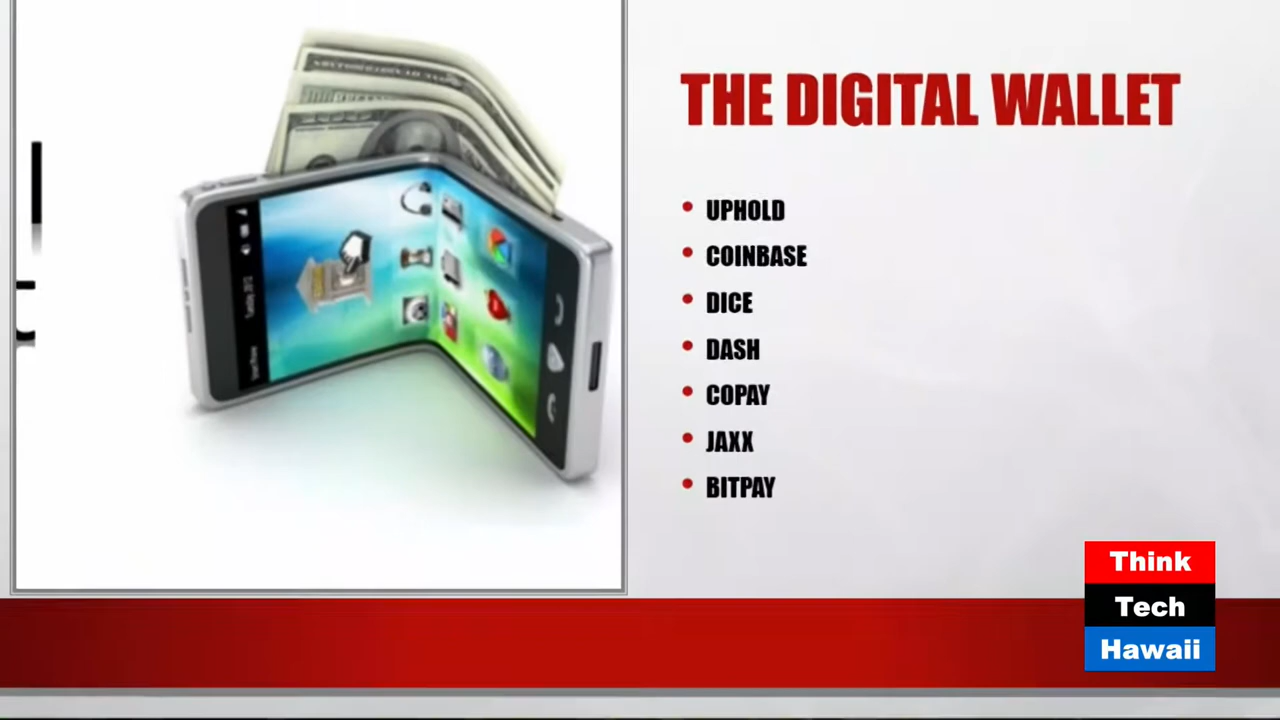 THE DIGITAL WALLET
UPHOLD
COINBASE
DICE
DASH
COPAY
JAXX
BITPAY
Think
Tech
Hawaii